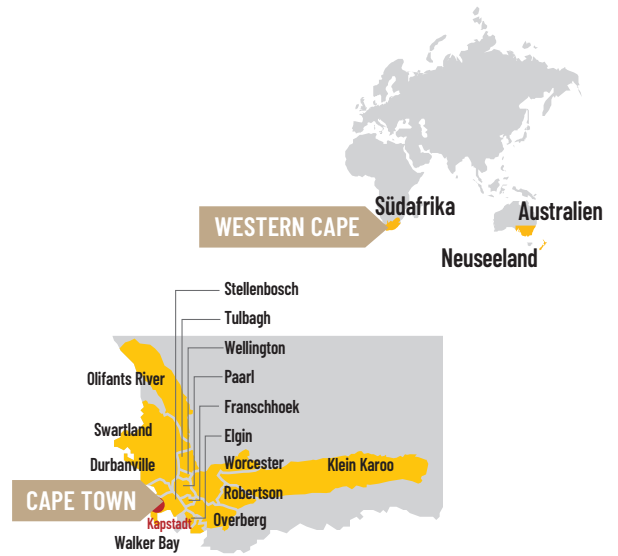 Südafrika
Australien
WESTERN CAPE
Neuseeland
Stellenbosch
Tulbagh
Wellington
Paarl
Olifants River
Franschhoek
Swartland
Elgin
Durbanville
Worcester
Klein Karoo
CAPE TOWN
Robertson
Kapstadt
Overberg
Walker Bay